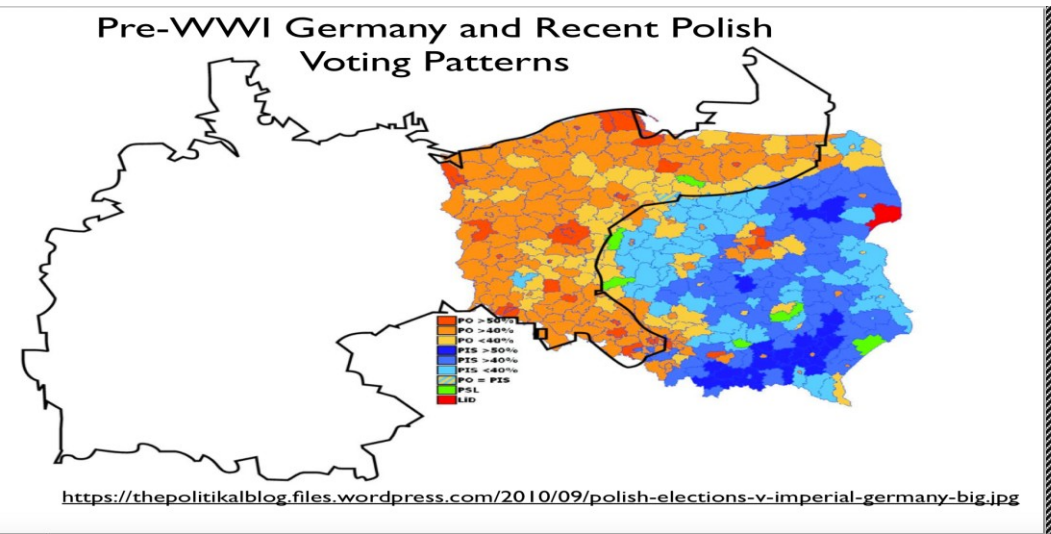 Pre-WWI Germany and Recent Polish
Voting Patterns
PO >50%
PO >40%
PO <40%
PIS >50%
PIS >40%
PIS <40%
PO = PIS
PSL
LiD
https://thepolitikalblog.files.wordpress.com/2010/09/polish-elections-v-imperial-germany-big.jpg